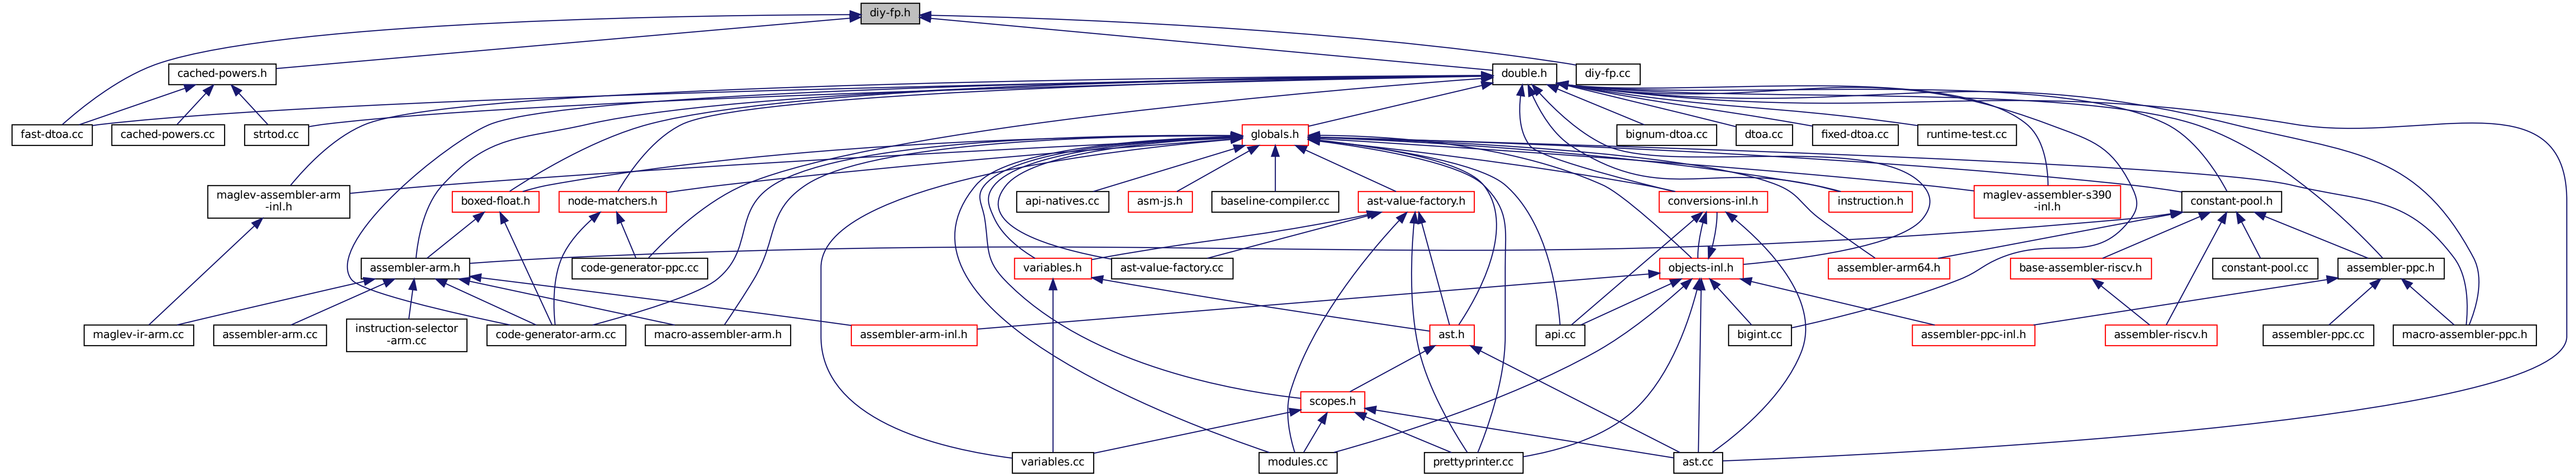 diy-fp.h
cached-powers.h
double.h
diy-fp.cc
fast-dtoa.cc
cached-powers.cc
strtod.cc
globals.h
bignum-dtoa.cc
dtoa.cc
fixed-dtoa.cc
runtime-test.cc
maglev-assembler-arm
-inl.h
boxed-float.h
node-matchers.h
api-natives.cc
asm-js.h
baseline-compiler.cc
ast-value-factory.h
conversions-inl.h
instruction.h
maglev-assembler-s390
-inl.h
constant-pool.h
assembler-arm.h
code-generator-ppc.cc
variables.h
ast-value-factory.cc
objects-inl.h
assembler-arm64.h
base-assembler-riscv.h
constant-pool.cc
assembler-ppc.h
maglev-ir-arm.cc
assembler-arm.cc
instruction-selector
-arm.cc
code-generator-arm.cc
macro-assembler-arm.h
assembler-arm-inl.h
ast.h
api.cc
bigint.cc
assembler-ppc-inl.h
assembler-riscv.h
assembler-ppc.cc
macro-assembler-ppc.h
scopes.h
variables.cc
modules.cc
prettyprinter.cc
ast.cc